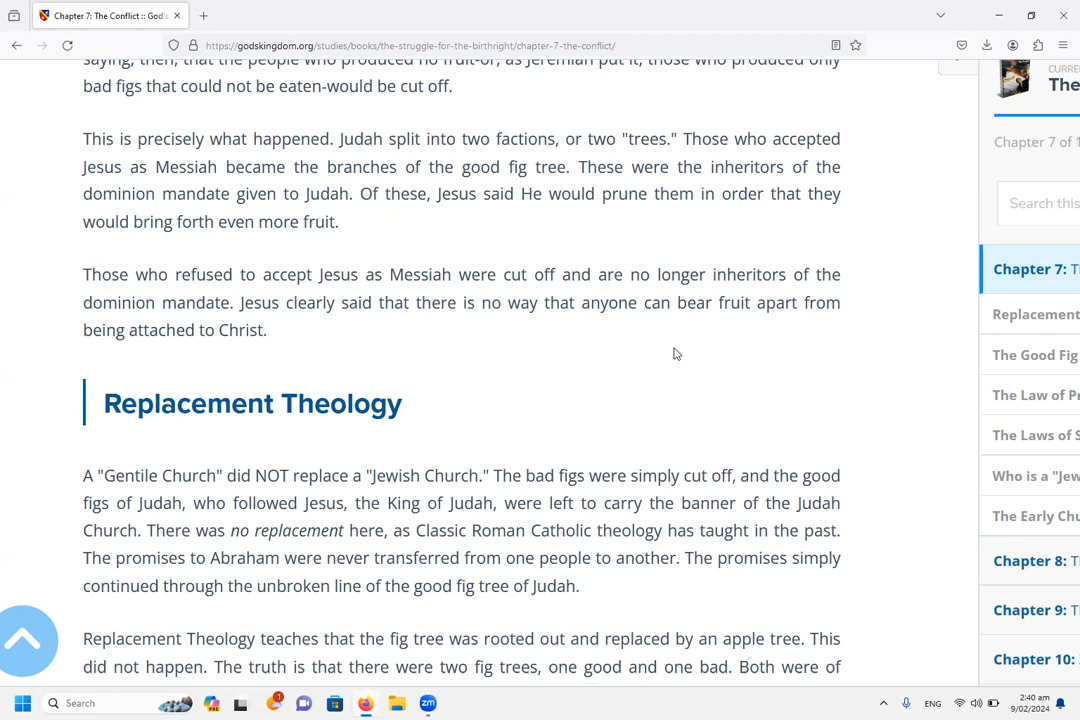 Chapter 7: The Conflict :: God's
https://godskingdom.org/studies/books/the-struggle-for-the-birthright/chapter-7-the-conflict/
saying, then, that the people who produced no fruit-or, as Jeremiah put it, those who produced only
bad figs that could not be eaten-would be cut off.
This is precisely what happened. Judah split into two factions, or two "trees." Those who accepted
Jesus as Messiah became the branches of the good fig tree. These were the inheritors of the
dominion mandate given to Judah. Of these, Jesus said He would prune them in order that they
would bring forth even more fruit.
Those who refused to accept Jesus as Messiah were cut off and are no longer inheritors of the
dominion mandate. Jesus clearly said that there is no way that anyone can bear fruit apart from
being attached to Christ.
Replacement Theology
A "Gentile Church" did NOT replace a "Jewish Church." The bad figs were simply cut off, and the good
figs of Judah, who followed Jesus, the King of Judah, were left to carry the banner of the Judah
Church. There was no replacement here, as Classic Roman Catholic theology has taught in the past.
The promises to Abraham were never transferred from one people to another. The promises simply
continued through the unbroken line of the good fig tree of Judah.
Replacement Theology teaches that the fig tree was rooted out and replaced by an apple tree. This
did not happen. The truth is that there were two fig trees, one good and one bad. Both were of
CURRE
The
Chapter 7 of 1
Search this
Chapter 7: T
Replacement
The Good Fig
The Law of P
The Laws of S
Who is a "Jew
The Early Chu
Chapter 8: T
Chapter 9: T
Chapter 10:
Search
1
zm
ENG
2:40 am
9/02/2024